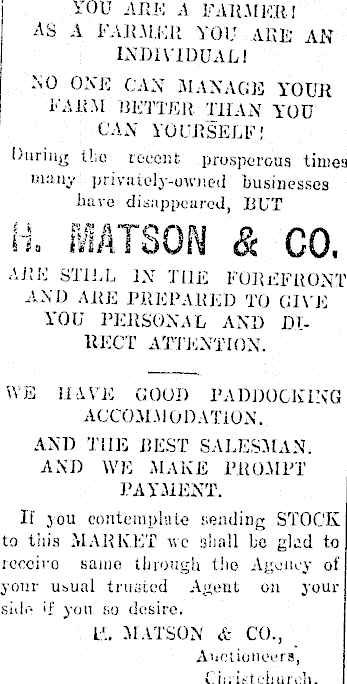 YOU ARE A FARMER!
AS A FARMER YOU ARE AN
INDIVIDUAL!
NO ONE CAN MANAGE YOUR
FARM BETTER THAN YOU
CAN YOURSELF!
During the recent prosperous times
many privately-owned businesses
have disappeared, BUT
H. MATSON & CO.
ARE STILL IN THE FOREFRONT
AND ARE PREPARED TO GIVE
YOU PERSONAL AND DI-
RECT ATTENTION.
WE HAVE GOOD PADDOCKING
ACCOMMODATION.
AND THE BEST SALESMAN.
AND WE MAKE PROMPT
PAYMENT.
If you contemplate sending STOCK
to this MARKET we shall be glad to
receive same through the Agency of
your usual trusted Agent on your
side if you so desire.
H. MATSON & CO.,
Auctioneers,
Christchurch.